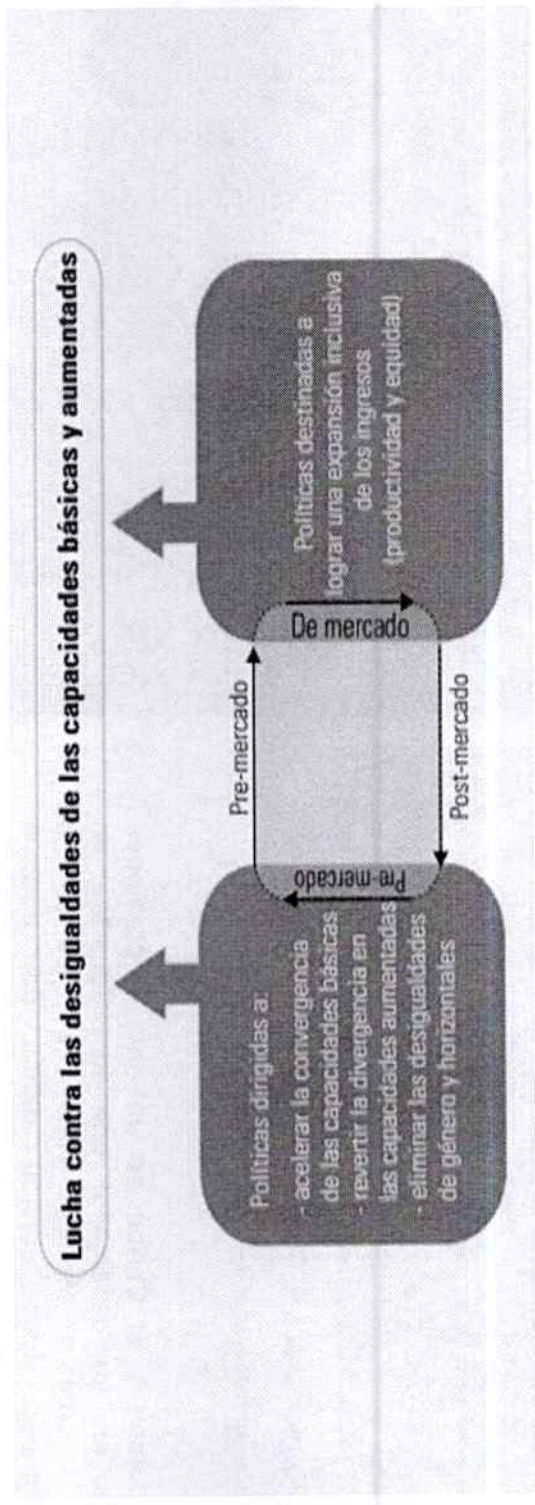 Lucha contra las desigualdades de las capacidades básicas y aumentadas
Políticas dirigidas a:
- acelerar la convergencia
de las capacidades básicas
- revertir la divergencia en
las capacidades aumentadas
- eliminar las desigualdades
de género y horizontales
Pre-mercado
Pre-mercado
De mercado
Post-mercado
Políticas destinadas a
lograr una expansión inclusiva
de los ingresos
(productividad y equidad)